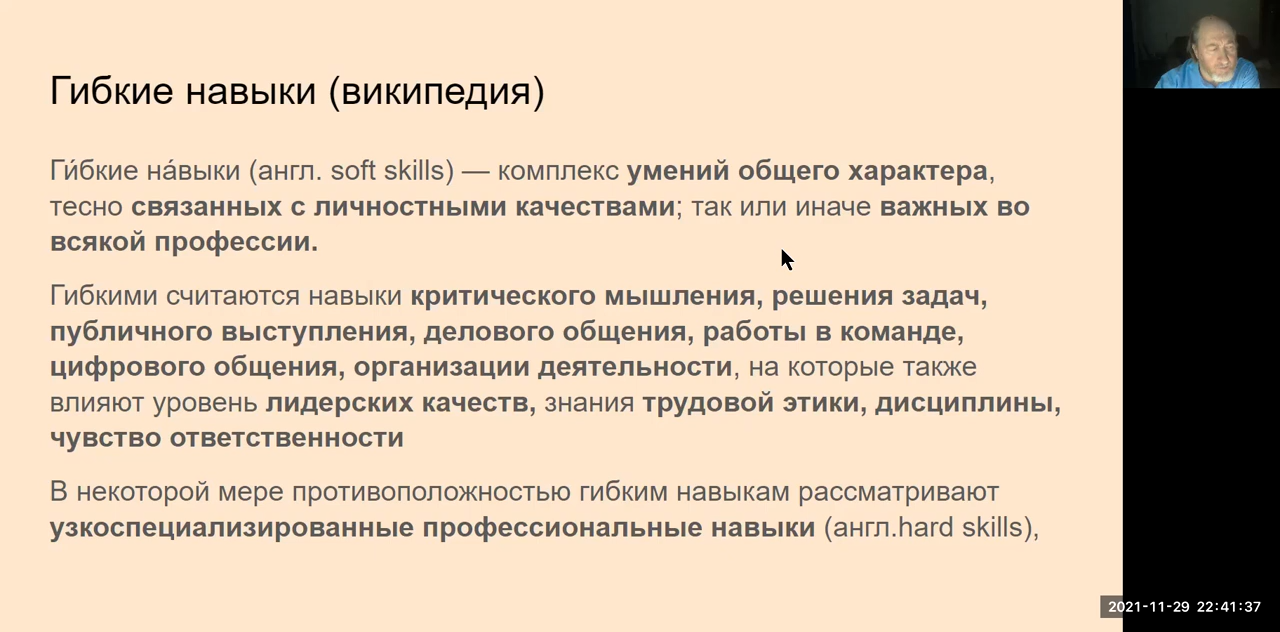 Гибкие навыки (википедия)
Ги́бкие на́выки (англ. soft skills) — комплекс умений общего характера,
тесно связанных с личностными качествами; так или иначе важных во
всякой профессии.
Гибкими считаются навыки критического мышления, решения задач,
публичного выступления, делового общения, работы в команде,
цифрового общения, организации деятельности, на которые также
влияют уровень лидерских качеств, знания трудовой этики, дисциплины,
чувство ответственности
В некоторой мере противоположностью гибким навыкам рассматривают
узкоспециализированные профессиональные навыки (англ.hard skills),
2021-11-29 22:41:37